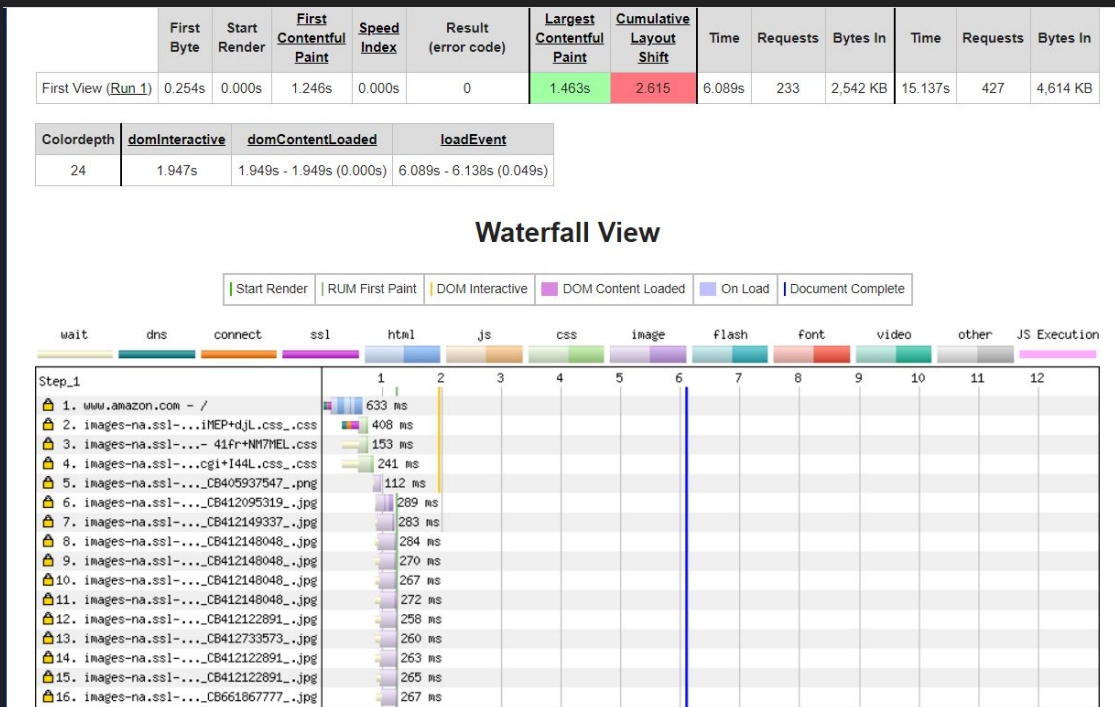 First Byte Start Render First Contentful Paint Speed Index Result (error code) Largest Contentful Paint Cumulative Layout Shift Time Requests Bytes In Time Requests Bytes In
First View (Run 1) 0.254s 0.000s 1.246s 0.000s 0 1.463s 2.615 6.089s 233 2,542 KB 15.137s 427 4,614 KB
Colordepth domInteractive domContentLoaded loadEvent
24 1.947s 1.949s - 1.949s (0.000s) 6.089s - 6.138s (0.049s)
Waterfall View
Start Render RUM First Paint DOM Interactive DOM Content Loaded On Load Document Complete
wait dns connect ssl html js css image flash font video other JS Execution
Step_1 1 2 3 4 5 6 7 8 9 10 11 12
1. www.amazon.com - / 633 ms
2. images-na.ssl-...iMEP+djL.css_.css 408 ms
3. images-na.ssl-...- 41fr+NM7MEL.css 153 ms
4. images-na.ssl-...cgi+I44L.css_.css 241 ms
5. images-na.ssl-..._CB405937547_.png 112 ms
6. images-na.ssl-..._CB412095319_.jpg 289 ms
7. images-na.ssl-..._CB412149337_.jpg 283 ms
8. images-na.ssl-..._CB412148048_.jpg 284 ms
9. images-na.ssl-..._CB412148048_.jpg 270 ms
10. images-na.ssl-..._CB412148048_.jpg 267 ms
11. images-na.ssl-..._CB412148048_.jpg 272 ms
12. images-na.ssl-..._CB412122891_.jpg 258 ms
13. images-na.ssl-..._CB412733573_.jpg 260 ms
14. images-na.ssl-..._CB412122891_.jpg 263 ms
15. images-na.ssl-..._CB412122891_.jpg 265 ms
16. images-na.ssl-..._CB661867777_.jpg 267 ms